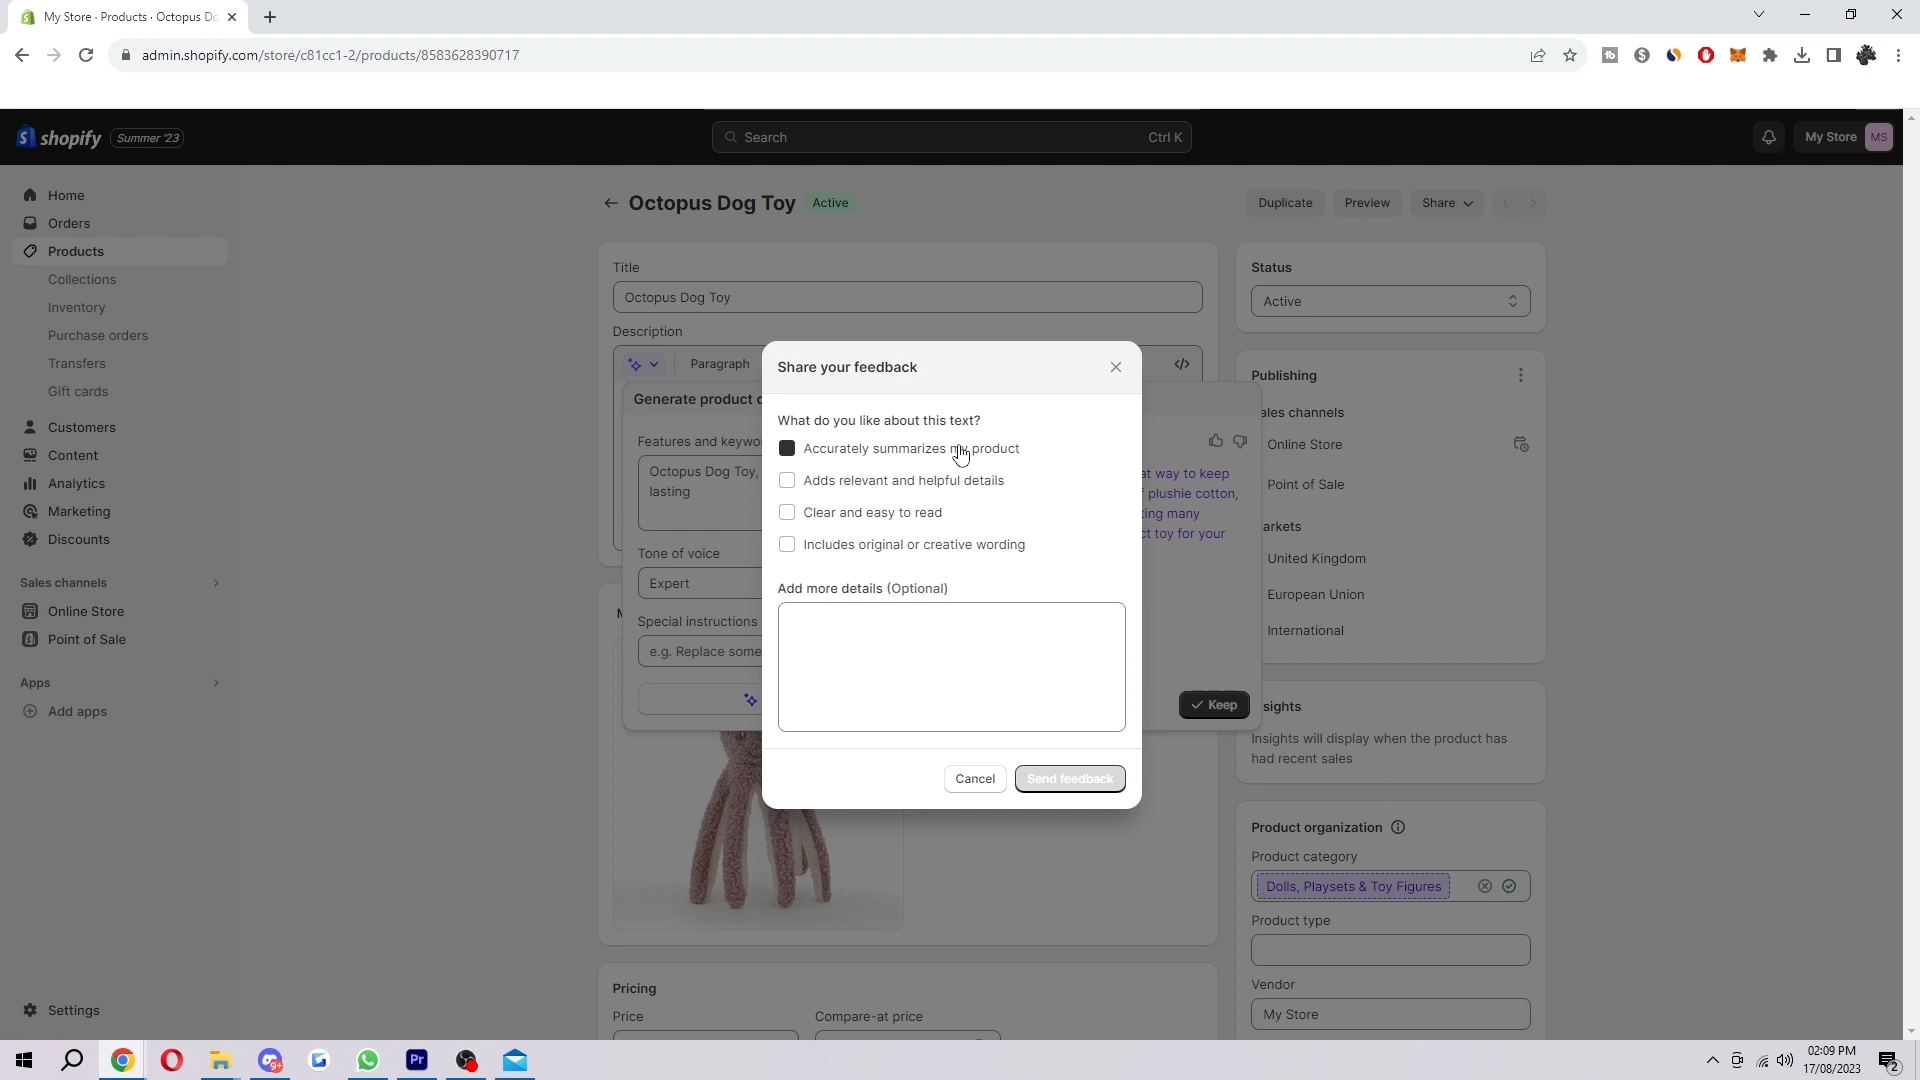 My Store · Products · Octopus Do
admin.shopify.com/store/c81cc1-2/products/8583628390717
shopify
Summer '23
Search
Ctrl K
My Store
MS
Home
Orders
Products
Collections
Inventory
Purchase orders
Transfers
Gift cards
Customers
Content
Analytics
Marketing
Discounts
Sales channels
Online Store
Point of Sale
Apps
Add apps
Settings
Octopus Dog Toy
Active
Duplicate
Preview
Share
Title
Octopus Dog Toy
Description
Paragraph
Generate product
Features and keywo
Octopus Dog Toy,
lasting
Tone of voice
Expert
Special instructions
e.g. Replace some
at way to keep
f plushie cotton,
ting many
ct toy for your
Keep
Share your feedback
What do you like about this text?
Accurately summarizes my product
Adds relevant and helpful details
Clear and easy to read
Includes original or creative wording
Add more details (Optional)
Cancel
Send feedback
Pricing
Price
Compare-at price
Status
Active
Publishing
ales channels
Online Store
Point of Sale
arkets
United Kingdom
European Union
International
sights
Insights will display when the product has
had recent sales
Product organization
Product category
Dolls, Playsets & Toy Figures
Product type
Vendor
My Store
9+
Pr
02:09 PM
17/08/2023
2